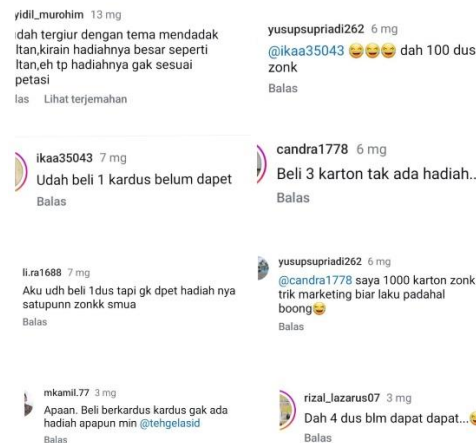 yidil_murohim 13 mg
dah tergiur dengan tema mendadak
ltan,kirain hadiahnya besar seperti
ltan,eh tp hadiahnya gak sesuai
petasi
las Lihat terjemahan
yusupsupriadi262 6 mg
@ikaa35043 😂😂😂 dah 100 dus
zonk
Balas
ikaa35043 7 mg
Udah beli 1 kardus belum dapet
Balas
candra1778 6 mg
Beli 3 karton tak ada hadiah..
Balas
li.ra1688 7 mg
Aku udh beli 1dus tapi gk dpet hadiah nya
satupunn zonkk smua
Balas
yusupsupriadi262 6 mg
@candra1778 saya 1000 karton zonk
trik marketing biar laku padahal
boong😂
Balas
mkamil.77 3 mg
Apaan. Beli berkardus kardus gak ada
hadiah apapun min @tehgelasid
Balas
rizal_lazarus07 3 mg
Dah 4 dus blm dapat dapat...😂
Balas